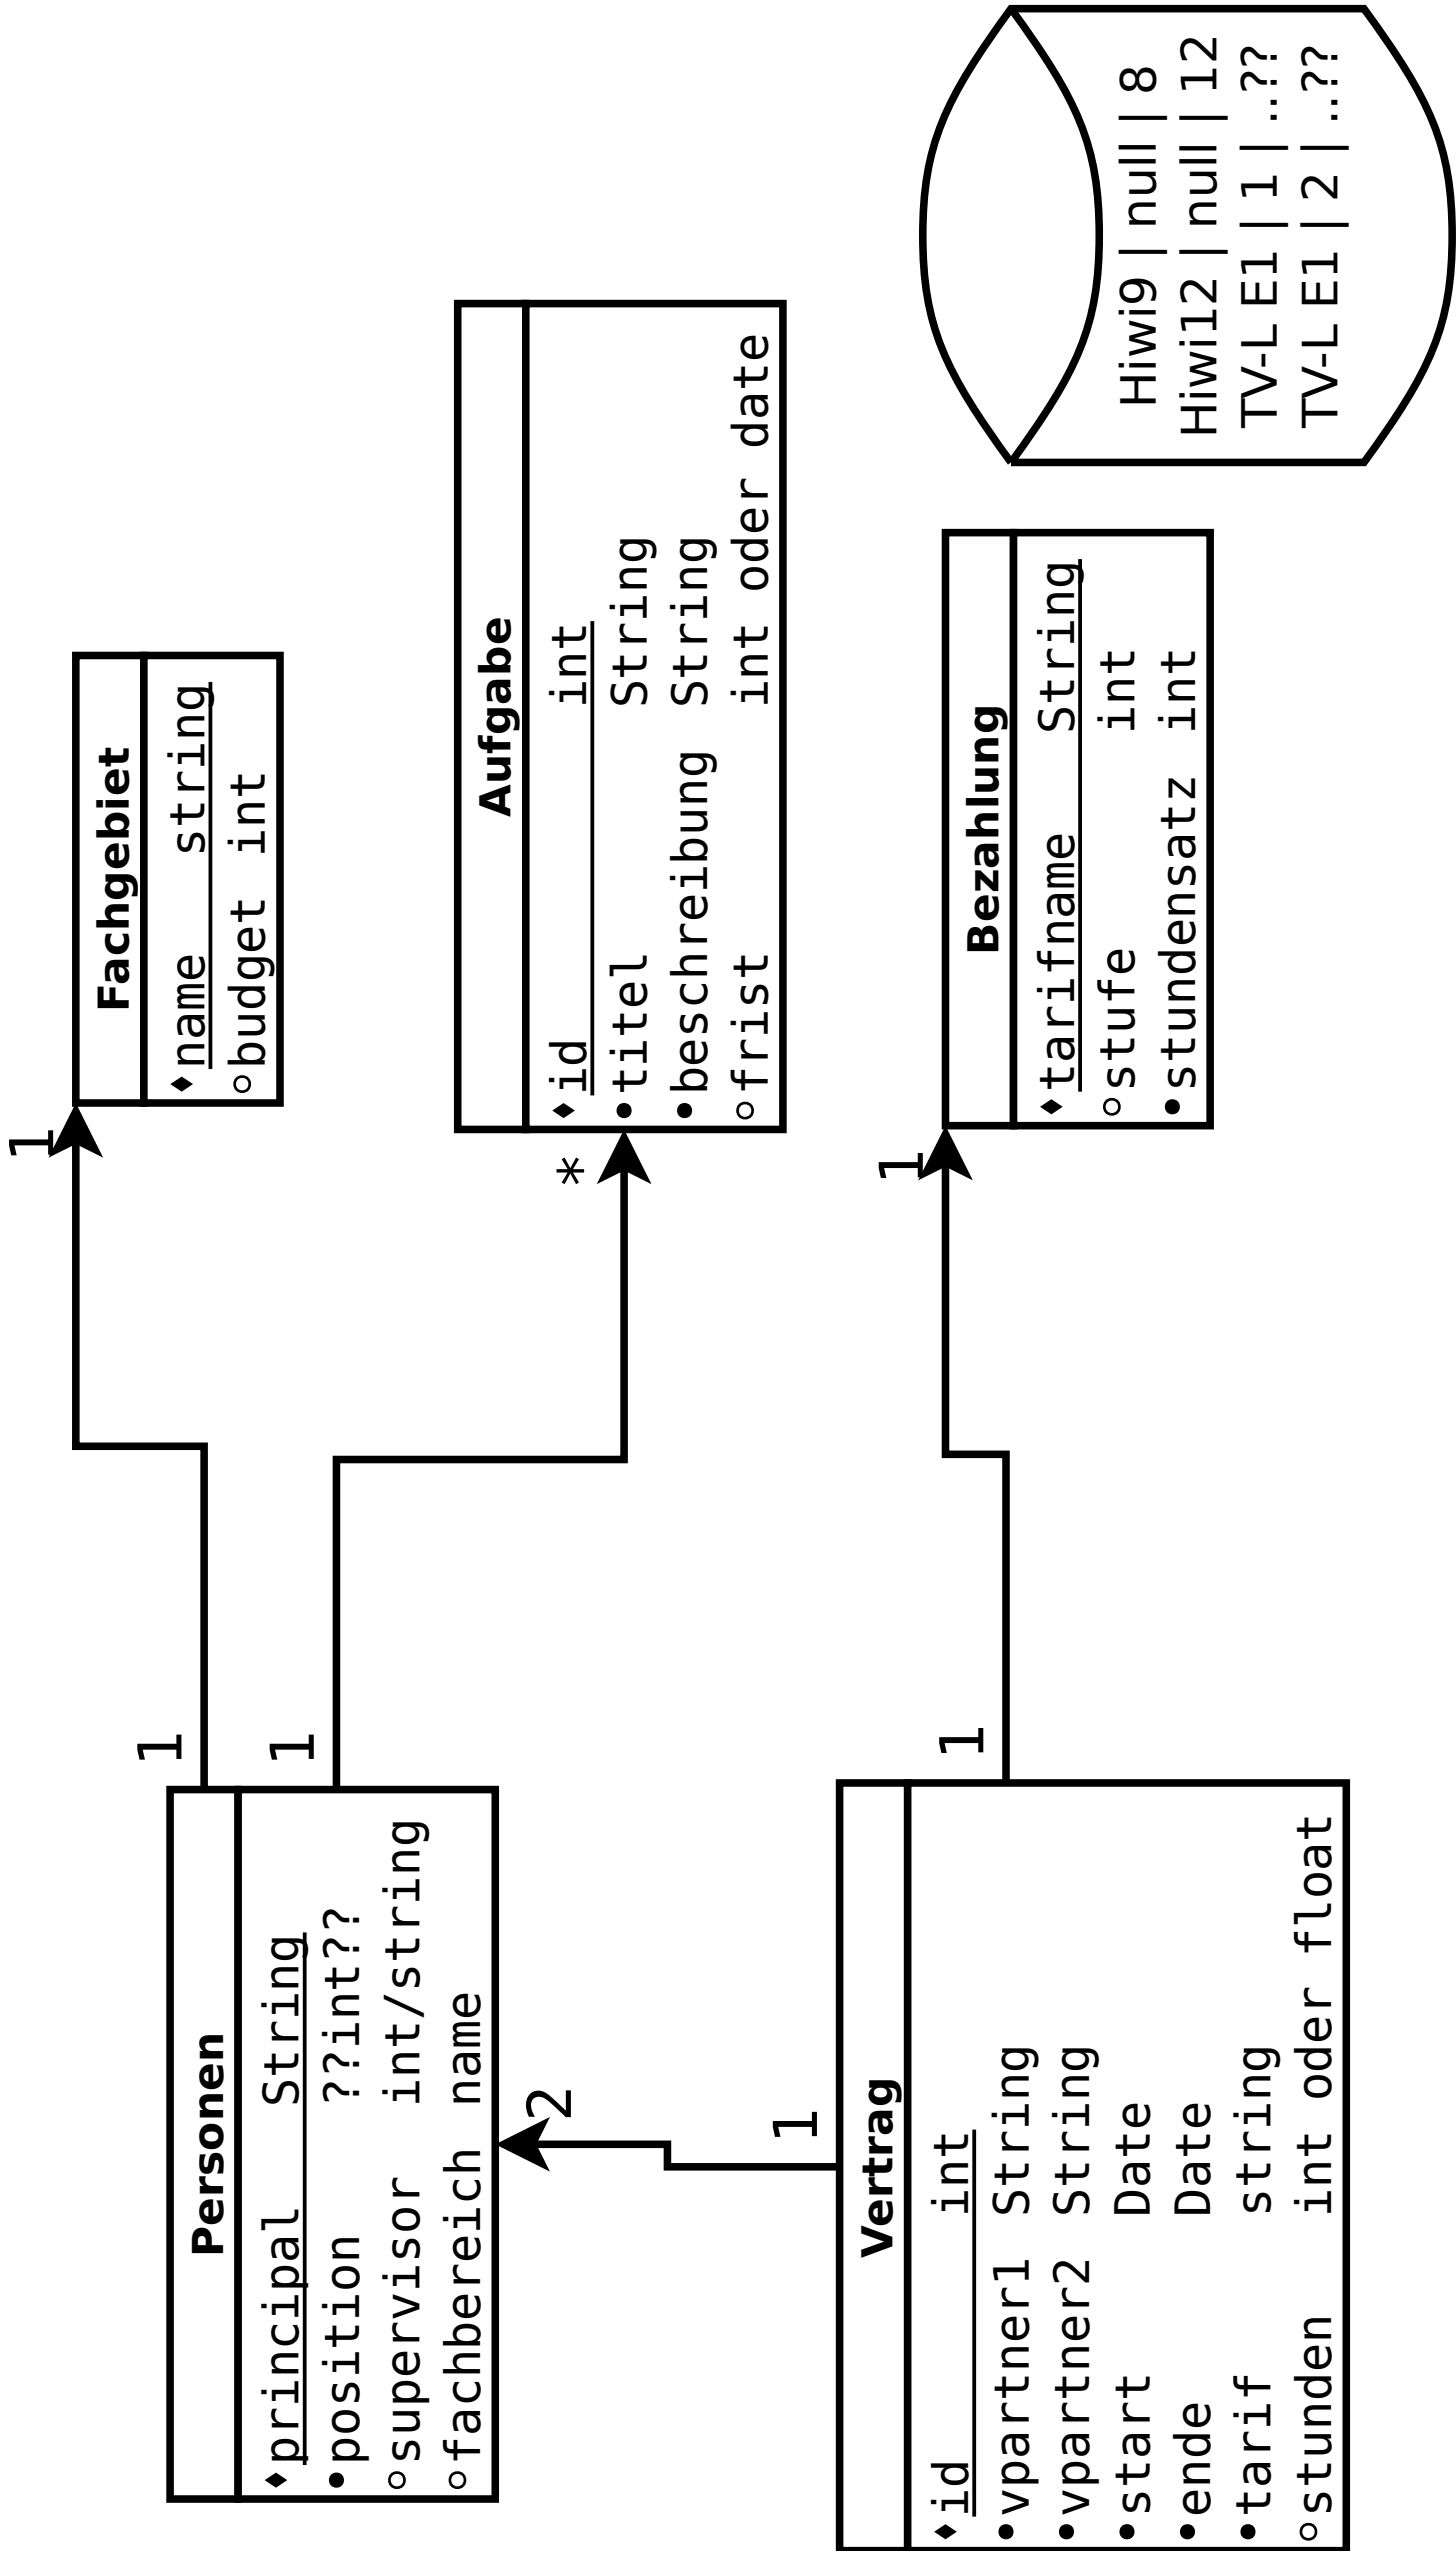 Personen
principal String
position ??int??
supervisor int/string
fachbereich name
1
1
1
Fachgebiet
name string
budget int
*
Aufgabe
id int
titel String
beschreibung String
frist int oder date
2
1
Vertrag
id int
vpartner1 String
vpartner2 String
start Date
ende Date
tarif string
stunden int oder float
1
1
Bezahlung
tarifname String
stufe int
stundensatz int
Hiwi9 | null | 8
Hiwi12 | null | 12
TV-L E1 | 1 | ..??
TV-L E1 | 2 | ..??